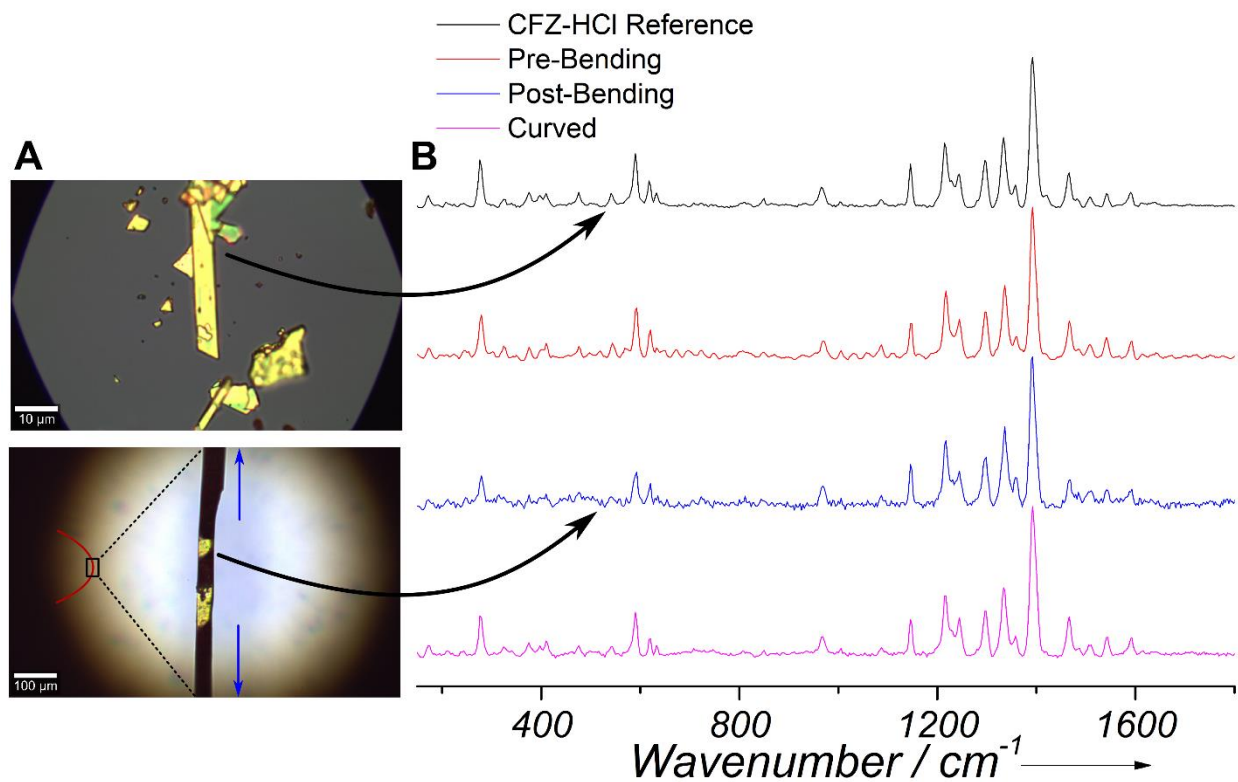 CFZ-HCl Reference
Pre-Bending
Post-Bending
Curved
A
B
10 µm
100 µm
400 800 1200 1600
Wavenumber / cm⁻¹